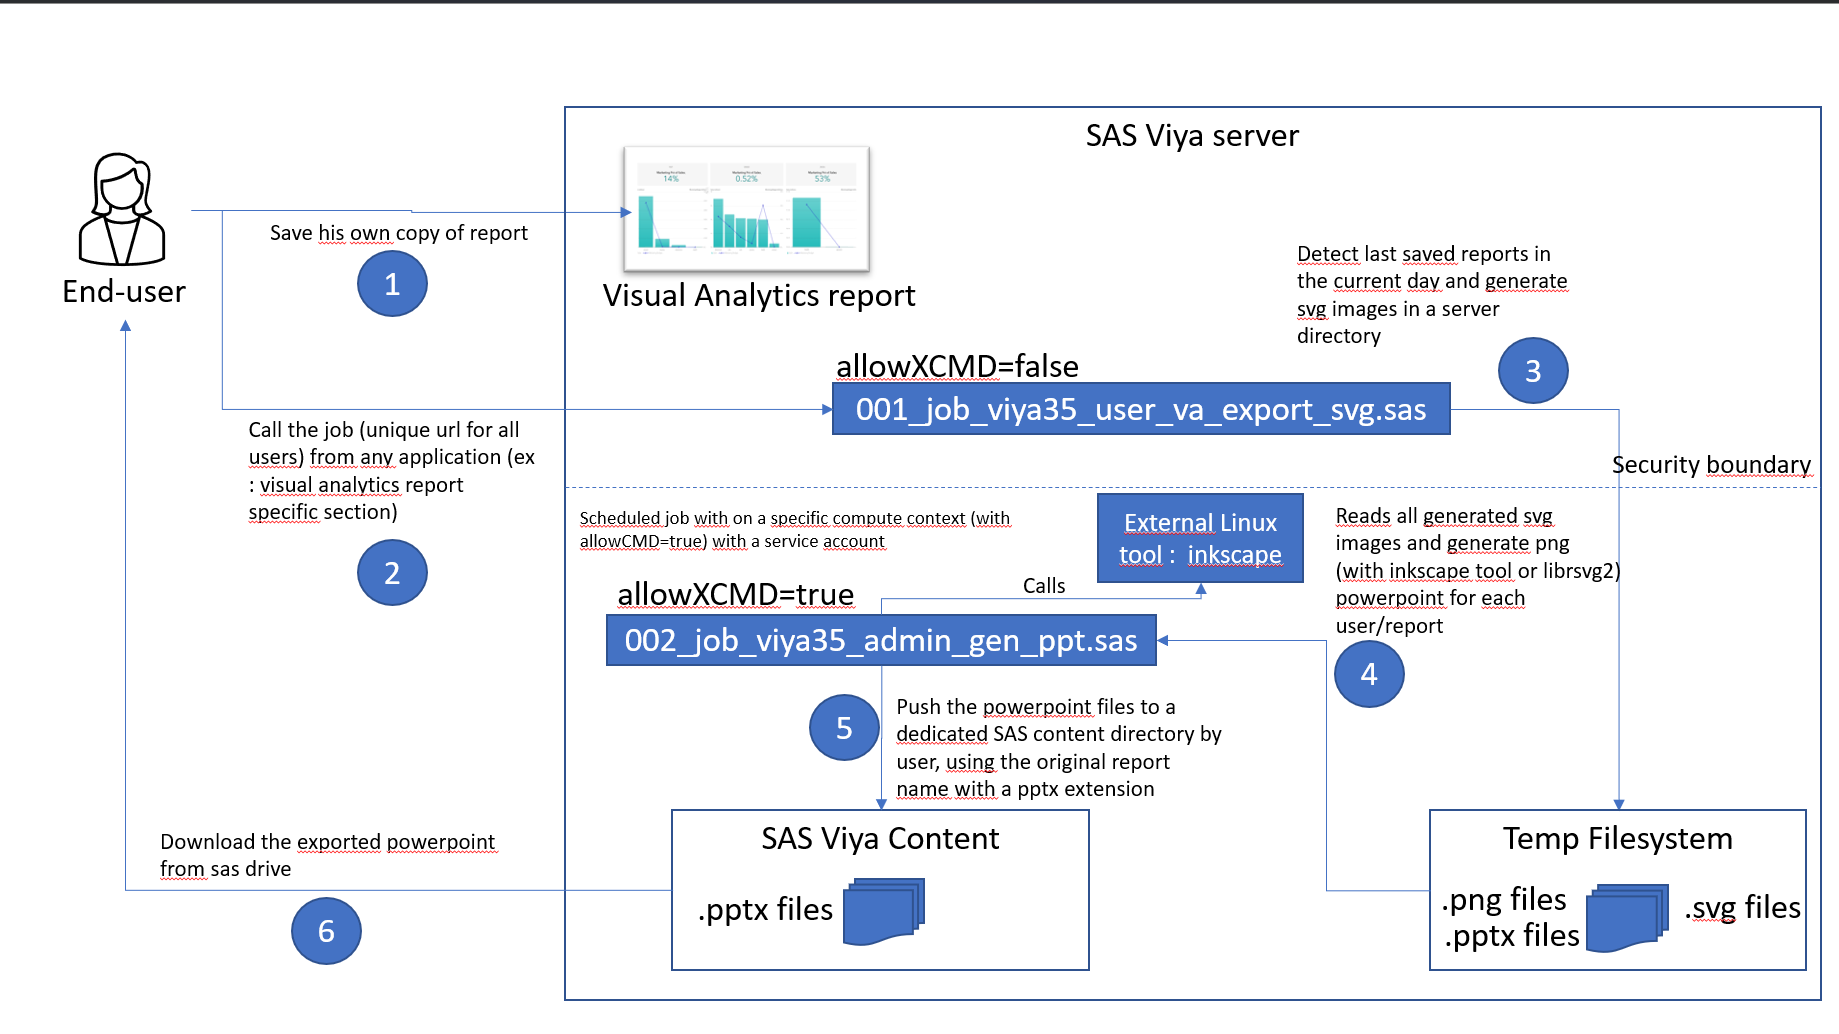 SAS Viya server
14%
0.52%
53%
End-user
Save his own copy of report
1
Visual Analytics report
Detect last saved reports in
the current day and generate
svg images in a server
directory
3
allowXCMD=false
001_job_viya35_user_va_export_svg.sas
Call the job (unique url for all
users) from any application (ex
: visual analytics report
specific section)
2
Security boundary
Scheduled job with on a specific compute context (with
allowCMD=true) with a service account
External Linux
tool : inkscape
Calls
Reads all generated svg
images and generate png
(with inkscape tool or librsvg2)
powerpoint for each
user/report
4
allowXCMD=true
002_job_viya35_admin_gen_ppt.sas
5
Push the powerpoint files to a
dedicated SAS content directory by
user, using the original report
name with a pptx extension
Download the exported powerpoint
from sas drive
6
SAS Viya Content
.pptx files
Temp Filesystem
.png files
.pptx files
.svg files